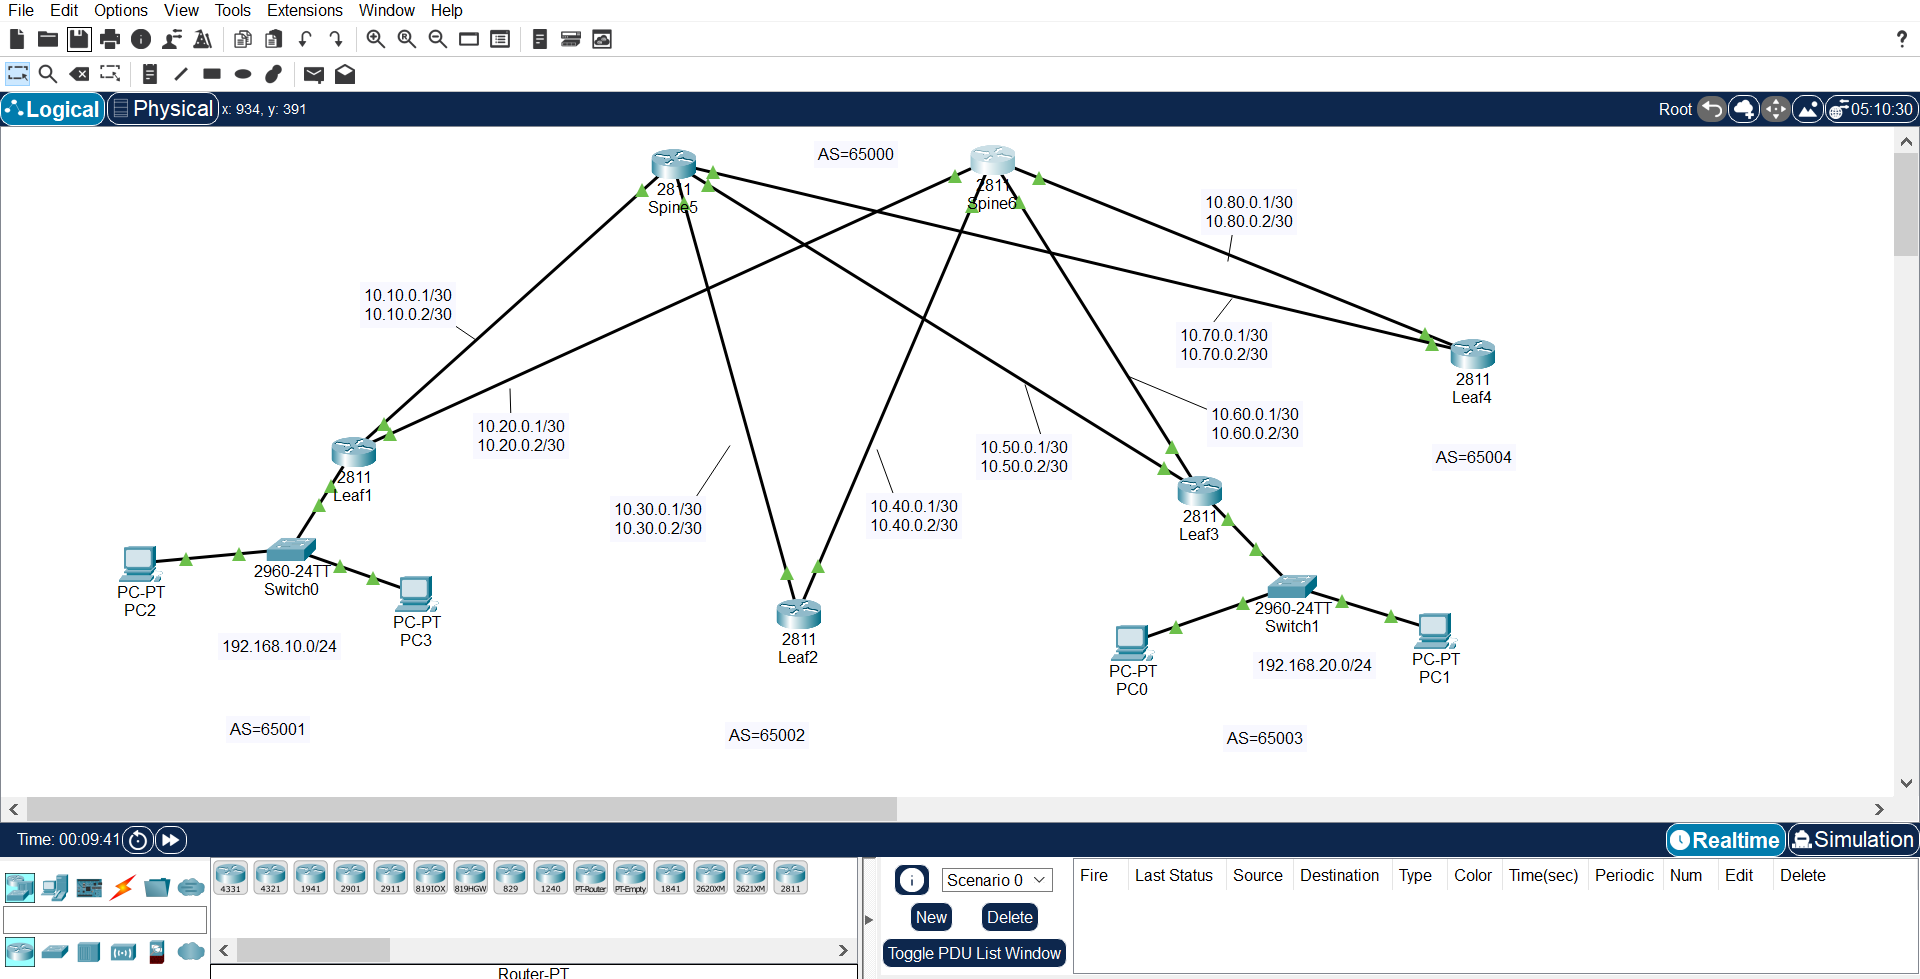 File Edit Options View Tools Extensions Window Help
?
Logical Physical x: 934, y: 391
Root 05:10:30
AS=65000
2811
Spine5
2811
Spine6
10.80.0.1/30
10.80.0.2/30
10.10.0.1/30
10.10.0.2/30
10.70.0.1/30
10.70.0.2/30
2811
Leaf4
10.20.0.1/30
10.20.0.2/30
10.60.0.1/30
10.60.0.2/30
10.50.0.1/30
10.50.0.2/30
AS=65004
2811
Leaf1
10.30.0.1/30
10.30.0.2/30
10.40.0.1/30
10.40.0.2/30
2811
Leaf3
2960-24TT
Switch0
PC-PT
PC2
PC-PT
PC3
192.168.10.0/24
2811
Leaf2
2960-24TT
Switch1
PC-PT
PC0
192.168.20.0/24
PC-PT
PC1
AS=65001
AS=65002
AS=65003
Time: 00:09:41
Realtime Simulation
4331 4321 1941 2901 2911 819IOX 819HGW 829 1240 PT-Router PT-Empty 1841 2620XM 2621XM 2811
Router-PT
Scenario 0
New Delete
Toggle PDU List Window
Fire Last Status Source Destination Type Color Time(sec) Periodic Num Edit Delete